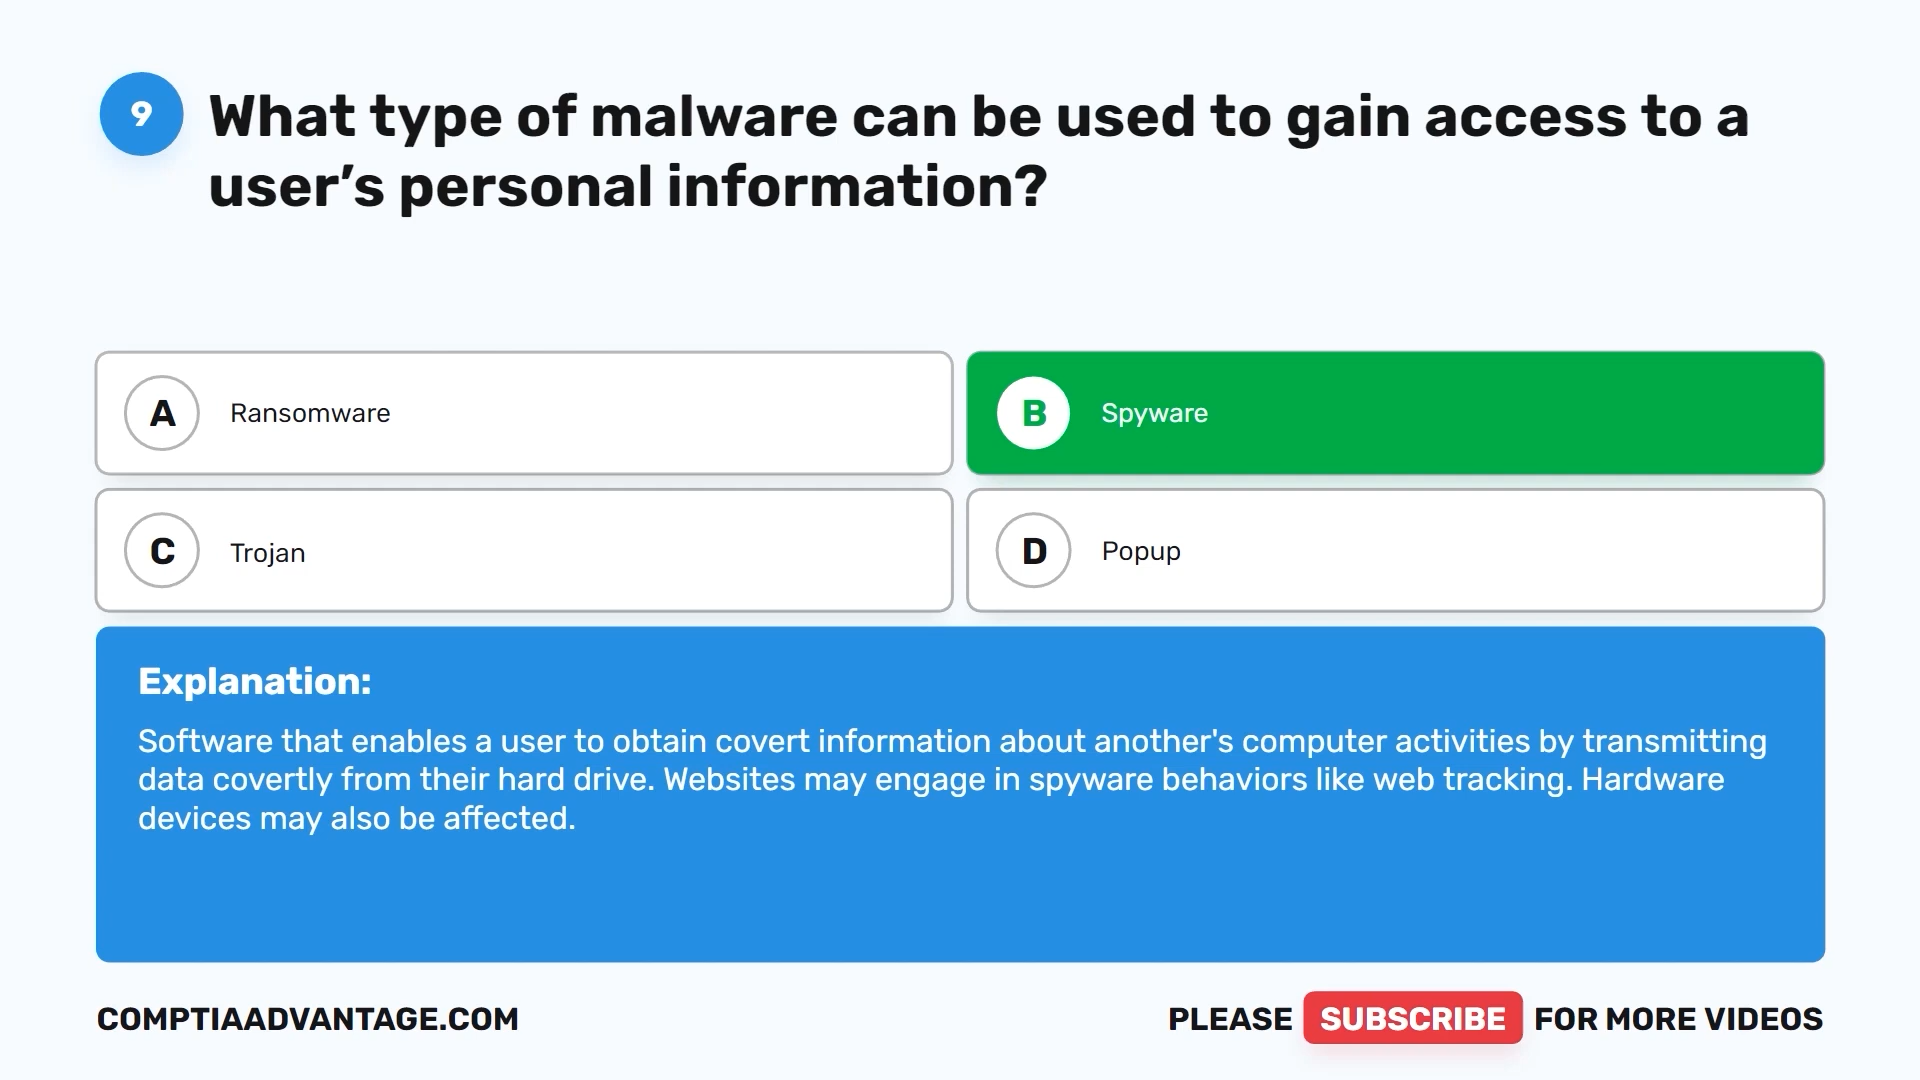 9
What type of malware can be used to gain access to a
user’s personal information?
A
Ransomware
B
Spyware
C
Trojan
D
Popup
Explanation:
Software that enables a user to obtain covert information about another's computer activities by transmitting
data covertly from their hard drive. Websites may engage in spyware behaviors like web tracking. Hardware
devices may also be affected.
COMPTIAADVANTAGE.COM
PLEASE SUBSCRIBE FOR MORE VIDEOS